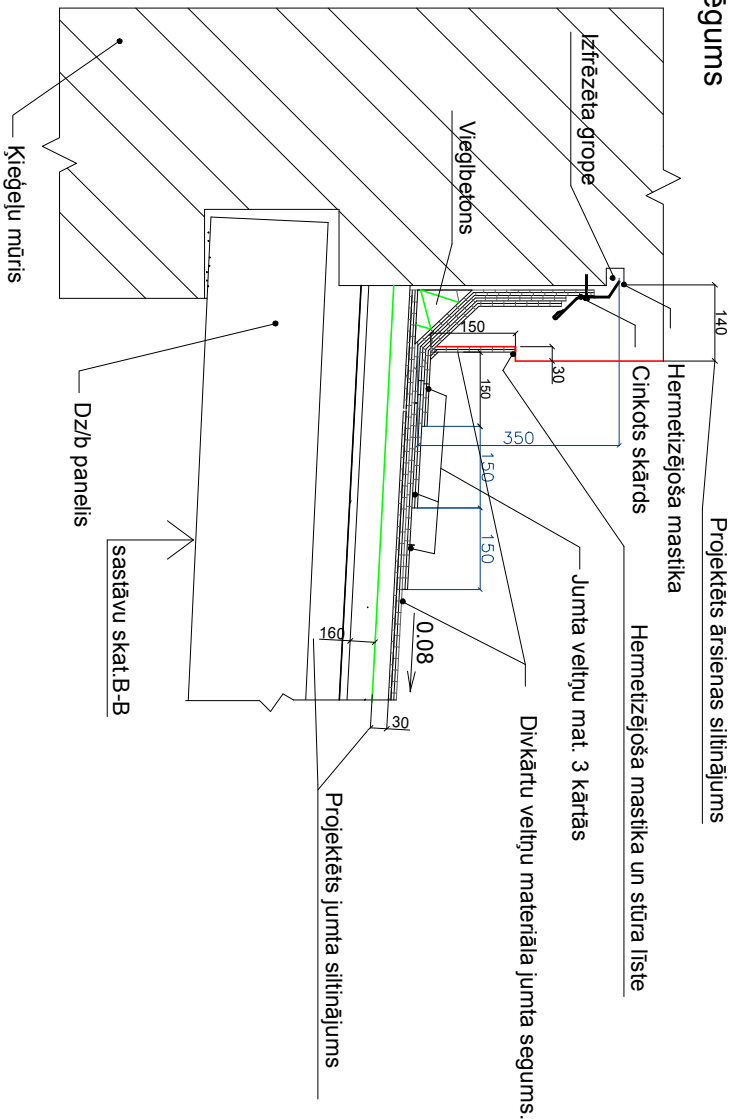 ēgums
Izfrēzēta grope
Vieglbetons
Ķieģeļu mūris
140
Projektēts ārsienas siltinājums
Hermetizējoša mastika
Cinkots skārds
Hermetizējoša mastika un stūra līste
150
30
150
350
150
150
Jumta veltņu mat. 3 kārtās
Divkārtu veltņu materiāla jumta segums.
0.08
160
30
Dz/b panelis
sastāvu skat.B-B
Projektēts jumta siltinājums